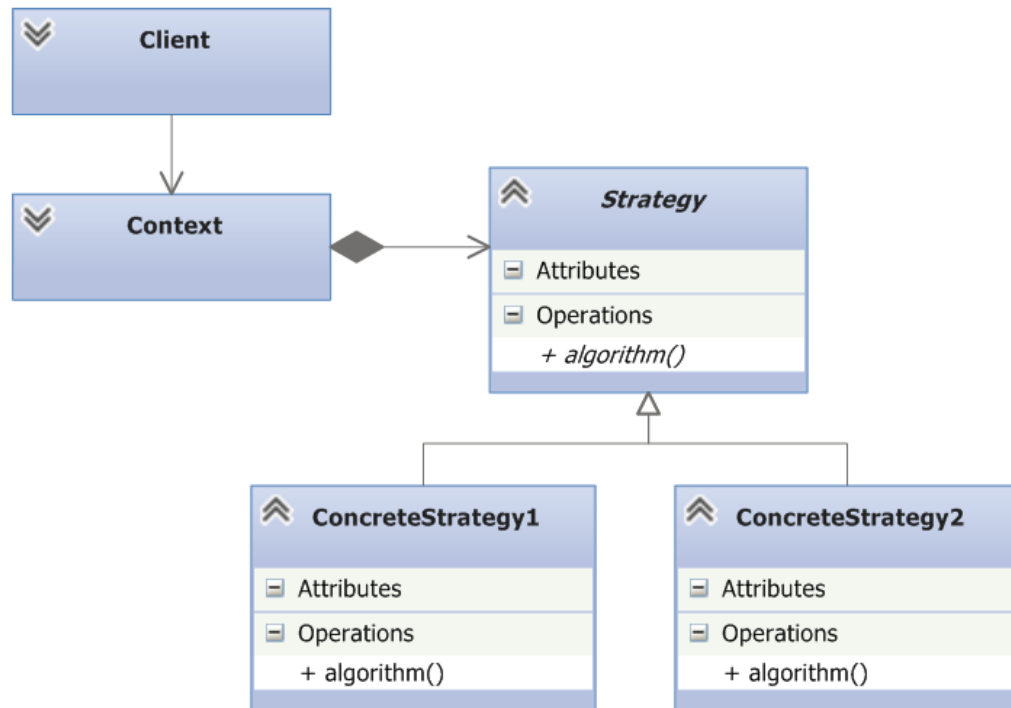 Client
Context
Strategy
Attributes
Operations
+ algorithm()
ConcreteStrategy1
Attributes
Operations
+ algorithm()
ConcreteStrategy2
Attributes
Operations
+ algorithm()